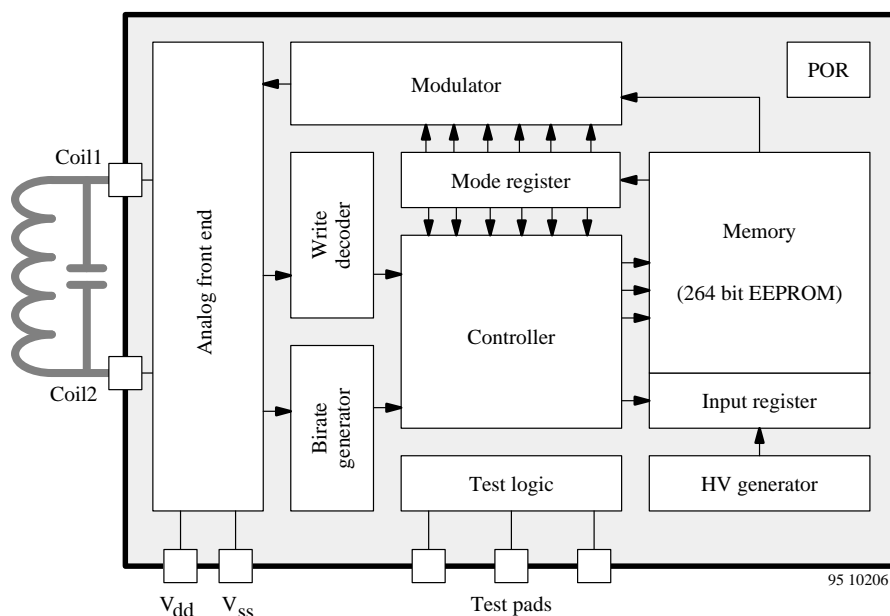 POR
Modulator
Coil1
Mode register
Write
decoder
Memory
(264 bit EEPROM)
Analog front end
Controller
Coil2
Birate
generator
Input register
Test logic
HV generator
95 10206
Vdd
Vss
Test pads